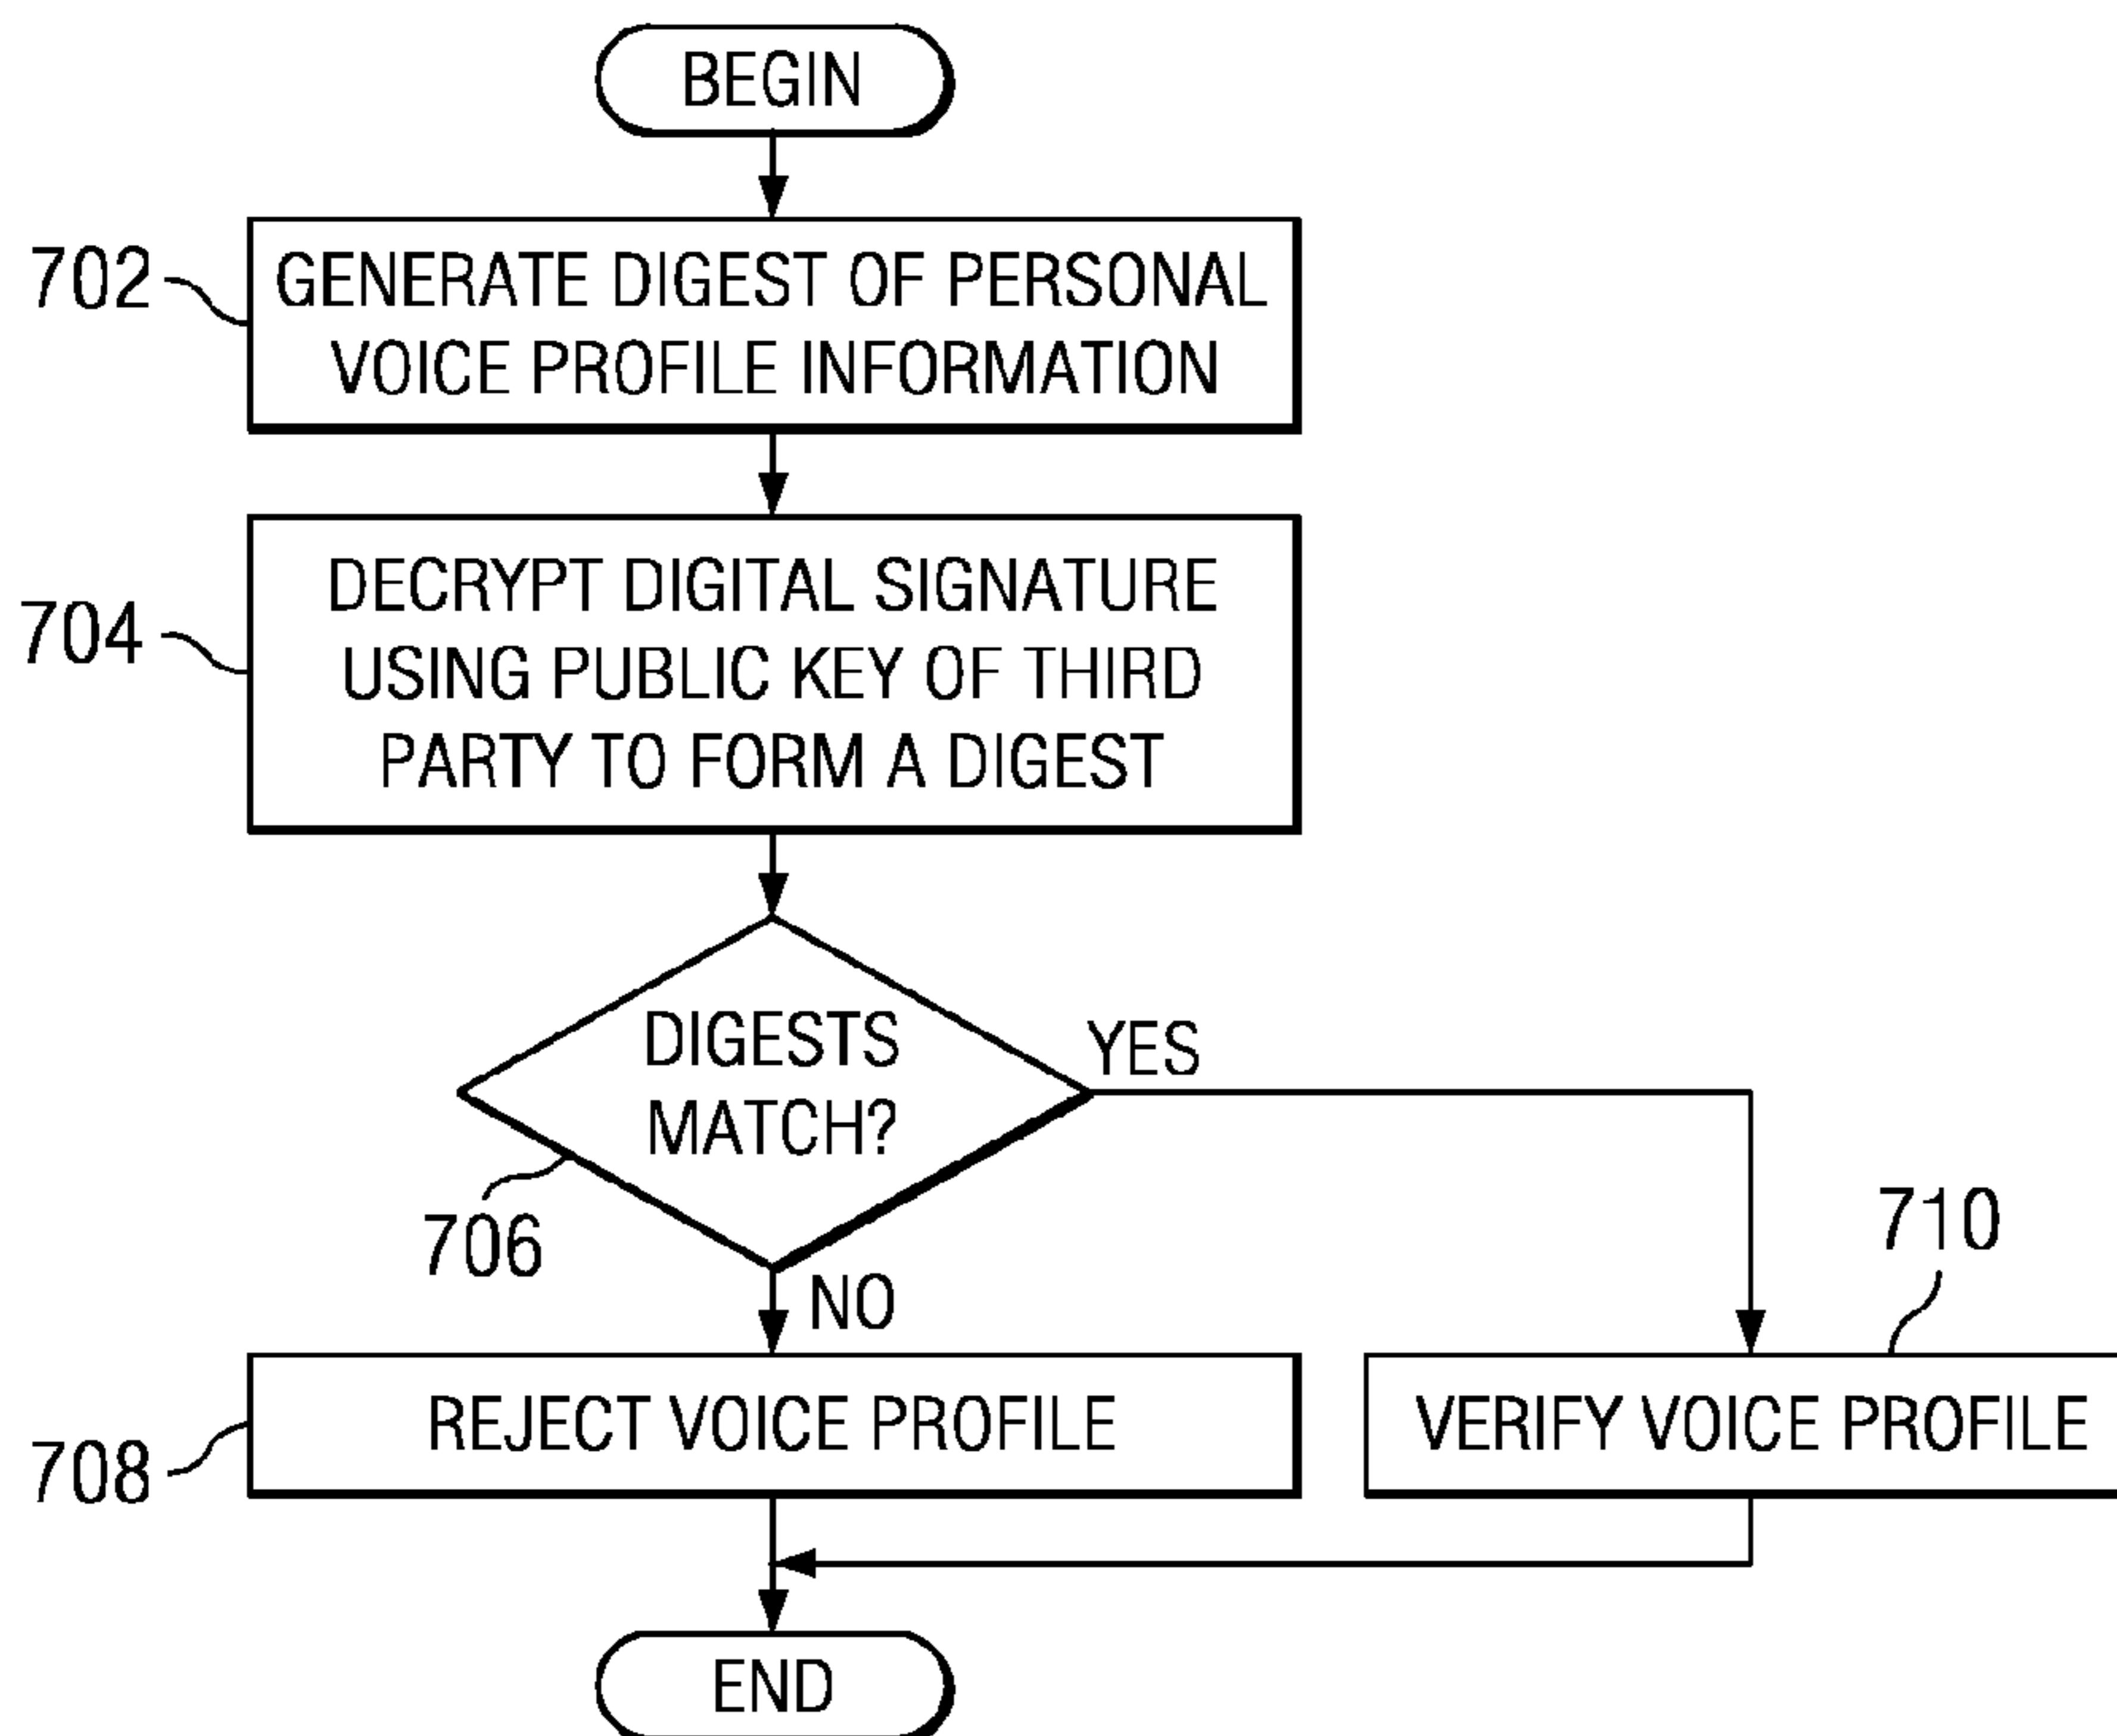 BEGIN
702
GENERATE DIGEST OF PERSONAL
VOICE PROFILE INFORMATION
704
DECRYPT DIGITAL SIGNATURE
USING PUBLIC KEY OF THIRD
PARTY TO FORM A DIGEST
DIGESTS
MATCH?
YES
706
NO
710
708
REJECT VOICE PROFILE
VERIFY VOICE PROFILE
END